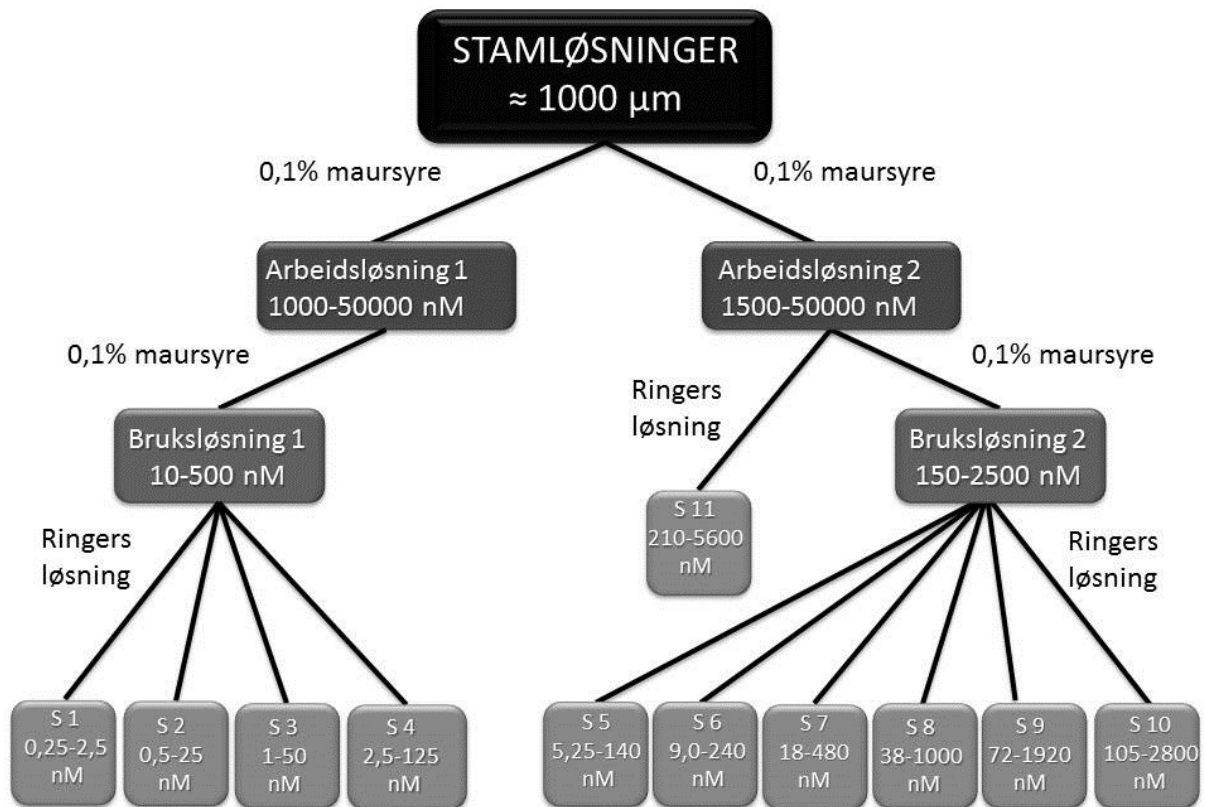 STAMLØSNINGER
≈ 1000 µm
0,1% maursyre
0,1% maursyre
Arbeidsløsning 1
1000-50000 nM
Arbeidsløsning 2
1500-50000 nM
0,1% maursyre
0,1% maursyre
Ringers
løsning
Bruksløsning 1
10-500 nM
Bruksløsning 2
150-2500 nM
S 11
210-5600
nM
Ringers
løsning
Ringers
løsning
S 1
0,25-2,5
nM
S 2
0,5-25
nM
S 3
1-50
nM
S 4
2,5-125
nM
S 5
5,25-140
nM
S 6
9,0-240
nM
S 7
18-480
nM
S 8
38-1000
nM
S 9
72-1920
nM
S 10
105-2800
nM